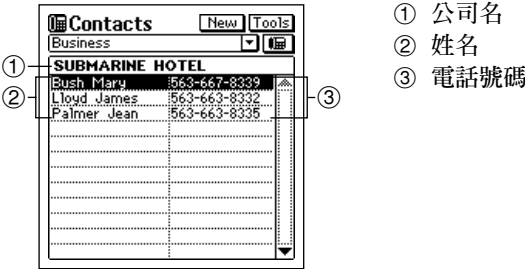 Contacts New Tools
Business
① SUBMARINE HOTEL
Bush Mary 563-667-8339
② Lloyd James 563-663-8332 ③
Palmer Jean 563-663-8335
① 公司名
② 姓名
③ 電話號碼